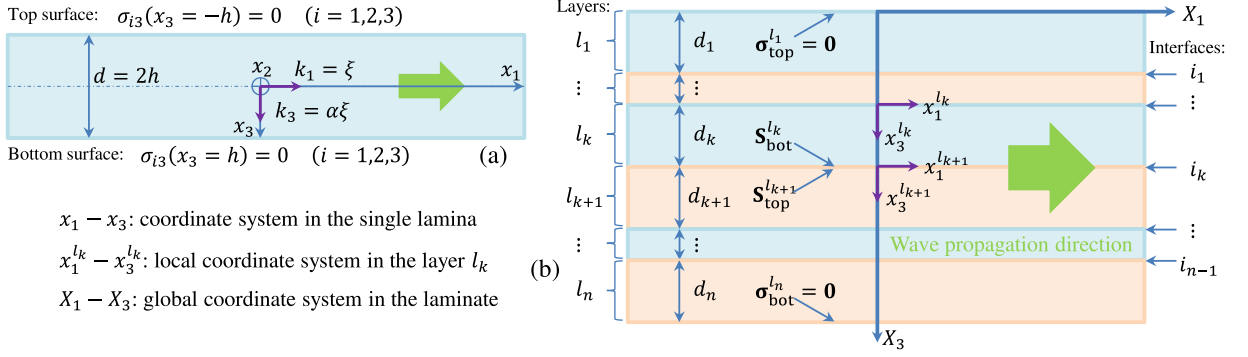 Top surface: σ_{i3}(x_3 = −h) = 0 (i = 1,2,3)
d = 2h
x_2
k_1 = ξ
x_1
k_3 = αξ
x_3
Bottom surface: σ_{i3}(x_3 = h) = 0 (i = 1,2,3)
(a)
x_1 − x_3: coordinate system in the single lamina
x_1^{l_k} − x_3^{l_k}: local coordinate system in the layer l_k
X_1 − X_3: global coordinate system in the laminate
Layers:
X_1
l_1
d_1
σ_{top}^{l_1} = 0
Interfaces:
i_1
⋮
⋮
⋮
x_1^{l_k}
l_k
d_k
S_{bot}^{l_k}
x_3^{l_k}
x_1^{l_{k+1}}
i_k
l_{k+1}
d_{k+1}
S_{top}^{l_{k+1}}
x_3^{l_{k+1}}
⋮
⋮
⋮
Wave propagation direction
(b)
i_{n−1}
l_n
d_n
σ_{bot}^{l_n} = 0
X_3